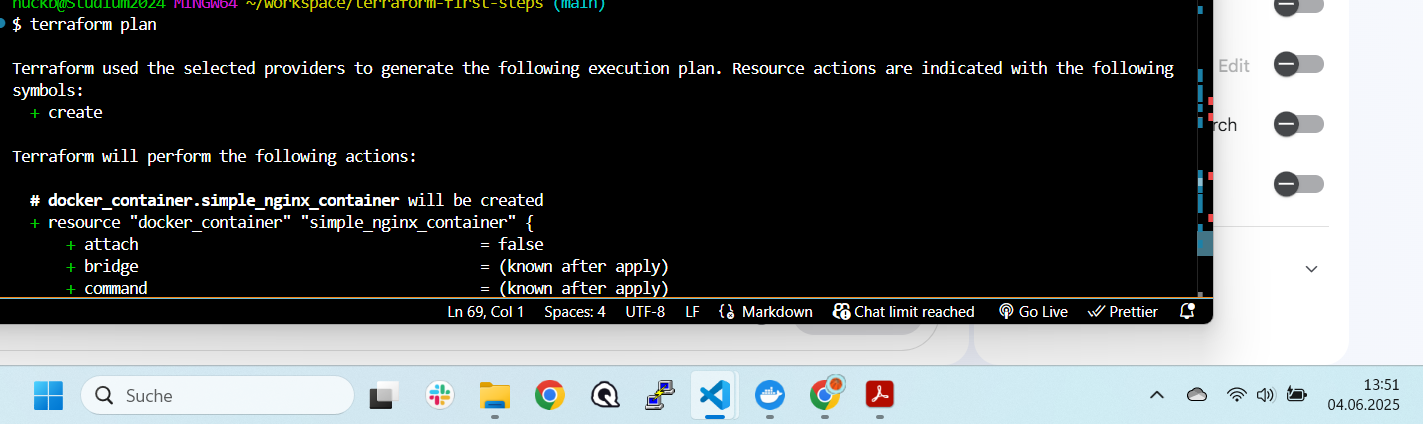 huckb@Studium2024 MINGW64 ~/workspace/terraform-first-steps (main)
$ terraform plan
Terraform used the selected providers to generate the following execution plan. Resource actions are indicated with the following
symbols:
+ create
Terraform will perform the following actions:
# docker_container.simple_nginx_container will be created
+ resource "docker_container" "simple_nginx_container" {
+ attach = false
+ bridge = (known after apply)
+ command = (known after apply)
Ln 69, Col 1 Spaces: 4 UTF-8 LF Markdown Chat limit reached Go Live Prettier
Edit
rch
Suche
13:51
04.06.2025